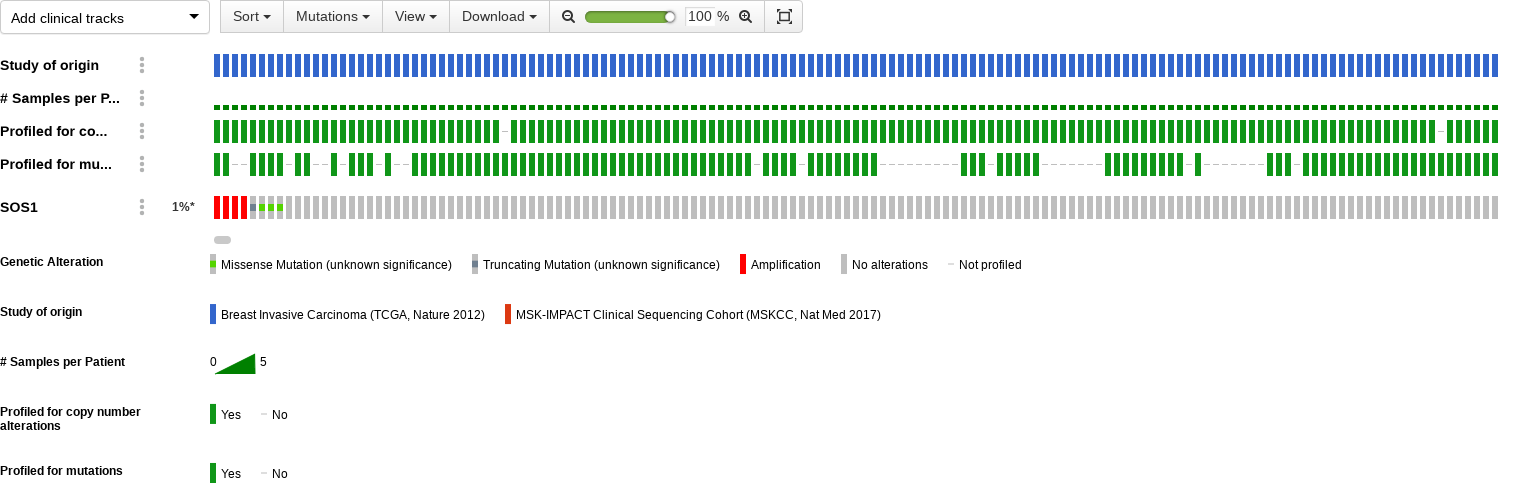 Add clinical tracks
Sort Mutations View Download 100 %
Study of origin
# Samples per P...
Profiled for co...
Profiled for mu...
SOS1 1%*
Genetic Alteration Missense Mutation (unknown significance) Truncating Mutation (unknown significance) Amplification No alterations Not profiled
Study of origin Breast Invasive Carcinoma (TCGA, Nature 2012) MSK-IMPACT Clinical Sequencing Cohort (MSKCC, Nat Med 2017)
# Samples per Patient 0 5
Profiled for copy number
alterations
Yes No
Profiled for mutations Yes No